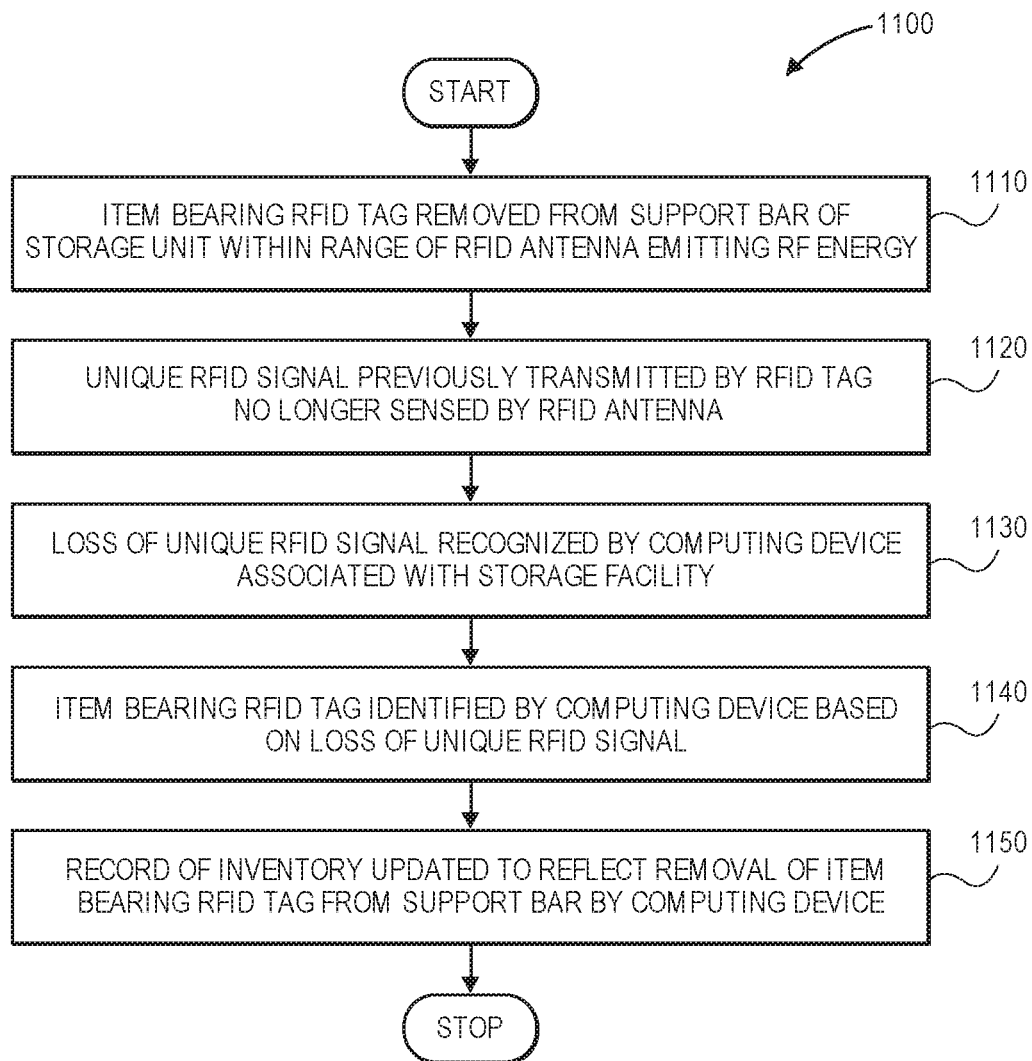 1100
START
1110
ITEM BEARING RFID TAG REMOVED FROM SUPPORT BAR OF
STORAGE UNIT WITHIN RANGE OF RFID ANTENNA EMITTING RF ENERGY
1120
UNIQUE RFID SIGNAL PREVIOUSLY TRANSMITTED BY RFID TAG
NO LONGER SENSED BY RFID ANTENNA
1130
LOSS OF UNIQUE RFID SIGNAL RECOGNIZED BY COMPUTING DEVICE
ASSOCIATED WITH STORAGE FACILITY
1140
ITEM BEARING RFID TAG IDENTIFIED BY COMPUTING DEVICE BASED
ON LOSS OF UNIQUE RFID SIGNAL
1150
RECORD OF INVENTORY UPDATED TO REFLECT REMOVAL OF ITEM
BEARING RFID TAG FROM SUPPORT BAR BY COMPUTING DEVICE
STOP